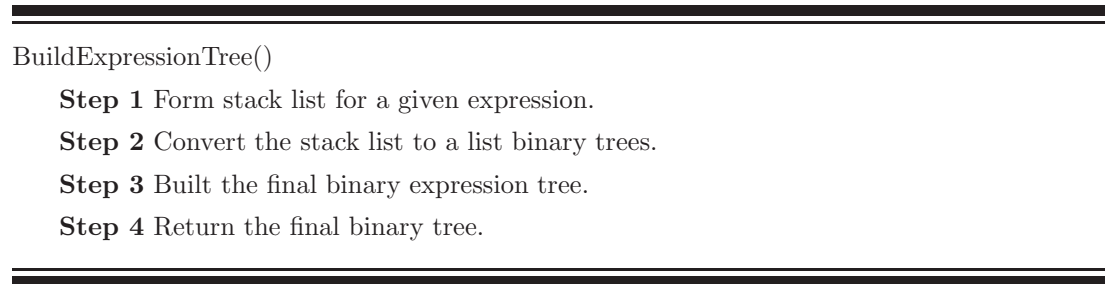 BuildExpressionTree()
Step 1 Form stack list for a given expression.
Step 2 Convert the stack list to a list binary trees.
Step 3 Built the final binary expression tree.
Step 4 Return the final binary tree.